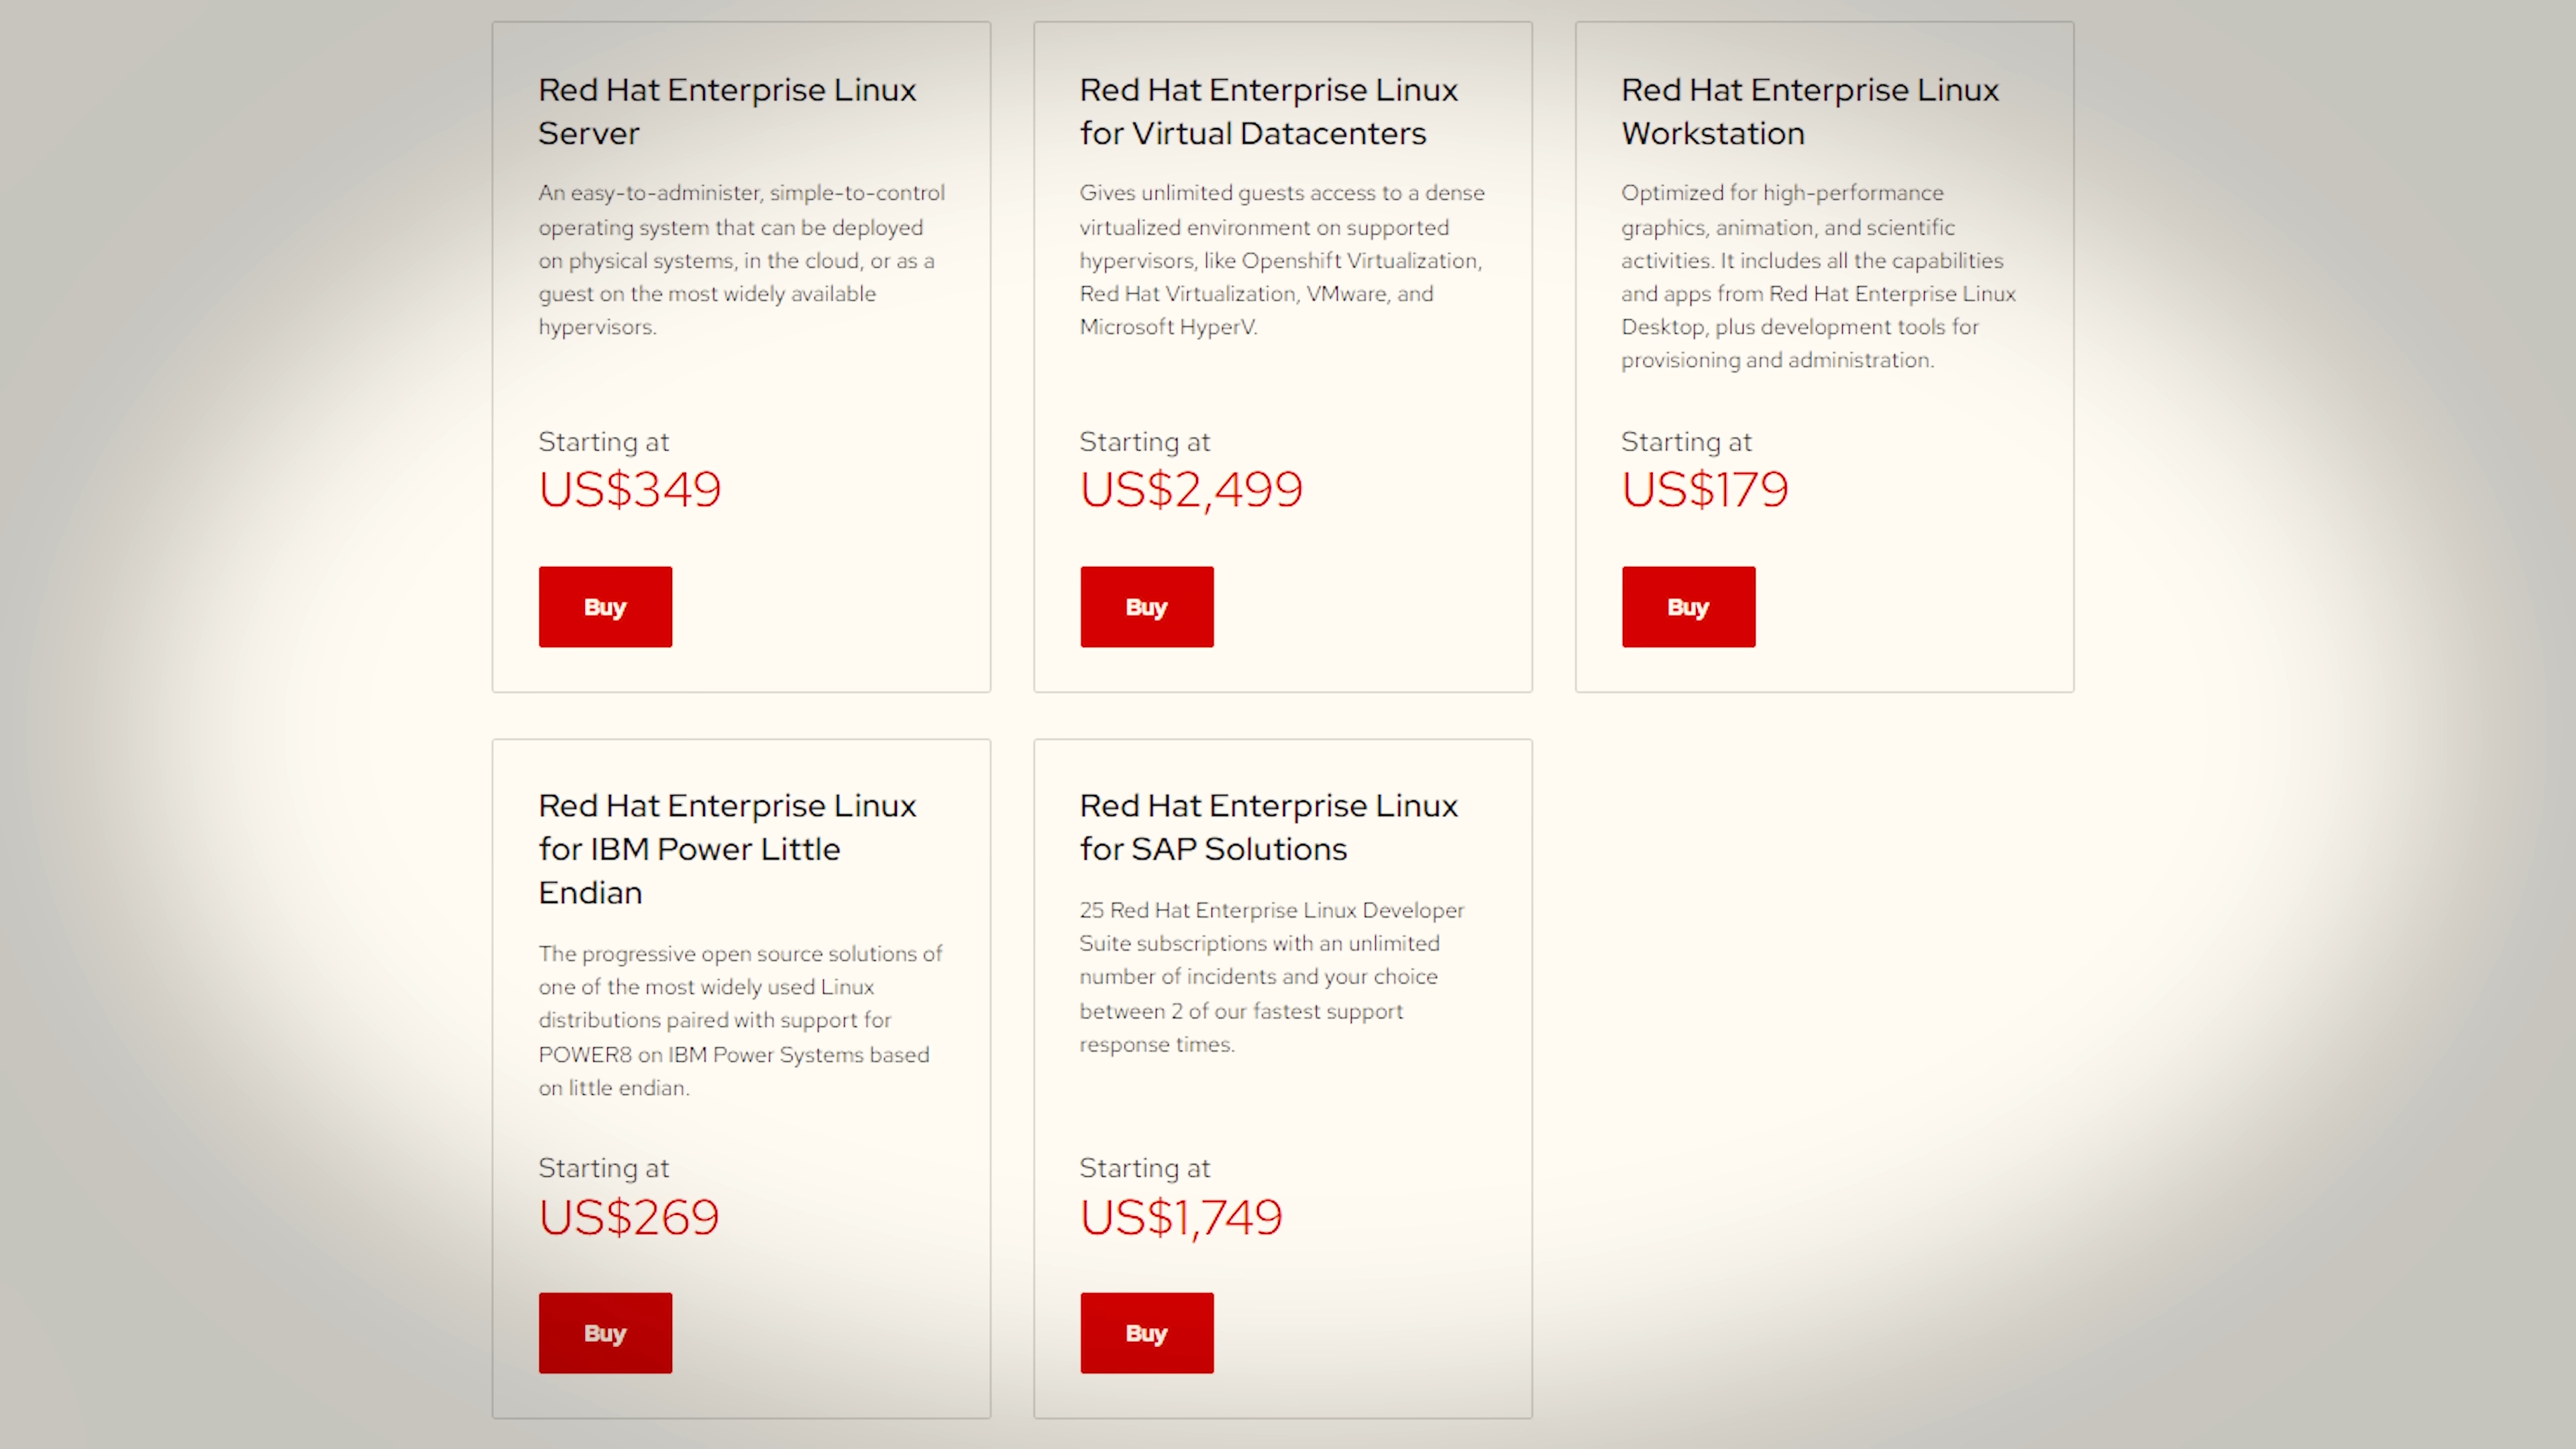 Red Hat Enterprise Linux
Server
An easy-to-administer, simple-to-control
operating system that can be deployed
on physical systems, in the cloud, or as a
guest on the most widely available
hypervisors.
Starting at
US$349
Buy
Red Hat Enterprise Linux
for Virtual Datacenters
Gives unlimited guests access to a dense
virtualized environment on supported
hypervisors, like Openshift Virtualization,
Red Hat Virtualization, VMware, and
Microsoft HyperV.
Starting at
US$2,499
Buy
Red Hat Enterprise Linux
Workstation
Optimized for high-performance
graphics, animation, and scientific
activities. It includes all the capabilities
and apps from Red Hat Enterprise Linux
Desktop, plus development tools for
provisioning and administration.
Starting at
US$179
Buy
Red Hat Enterprise Linux
for IBM Power Little
Endian
The progressive open source solutions of
one of the most widely used Linux
distributions paired with support for
POWER8 on IBM Power Systems based
on little endian.
Starting at
US$269
Buy
Red Hat Enterprise Linux
for SAP Solutions
25 Red Hat Enterprise Linux Developer
Suite subscriptions with an unlimited
number of incidents and your choice
between 2 of our fastest support
response times.
Starting at
US$1,749
Buy